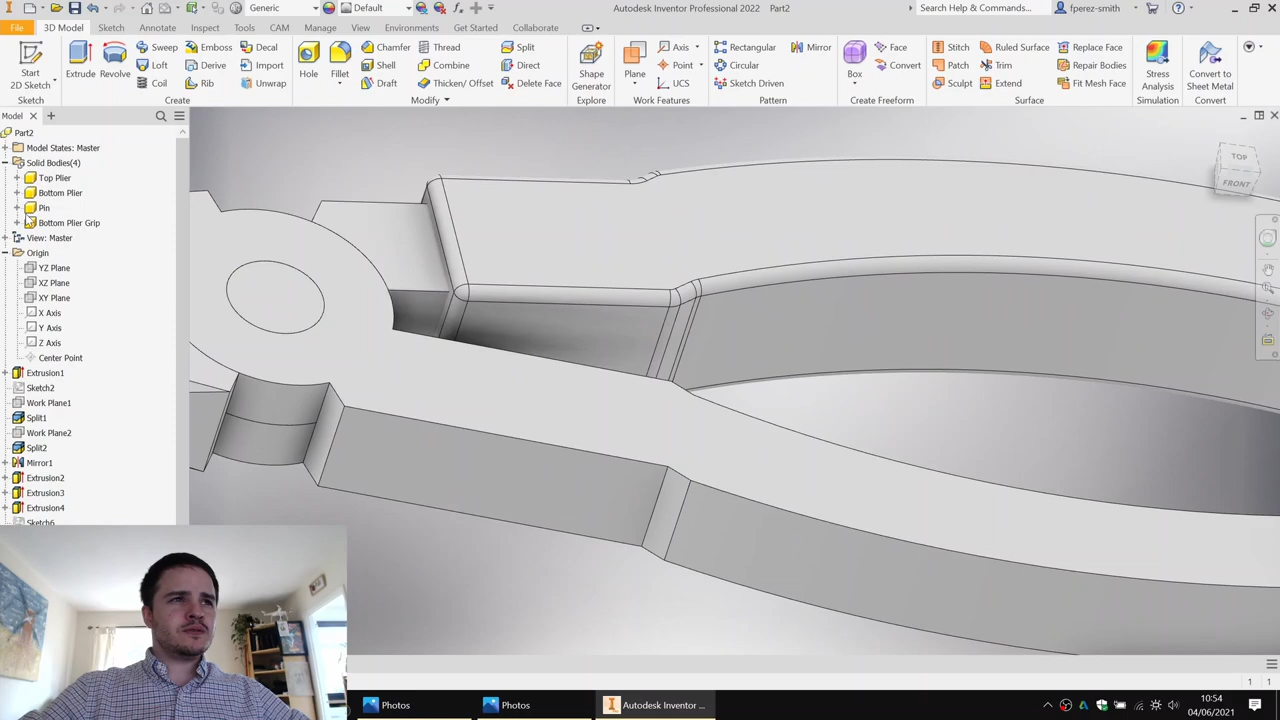 Generic
Default
Autodesk Inventor Professional 2022 Part2
Search Help & Commands...
fperez-smith
File
3D Model
Sketch
Annotate
Inspect
Tools
CAM
Manage
View
Environments
Get Started
Collaborate
Start
2D Sketch
Extrude
Revolve
Sweep
Loft
Coil
Emboss
Derive
Rib
Decal
Import
Unwrap
Hole
Fillet
Chamfer
Shell
Draft
Thread
Combine
Thicken/ Offset
Split
Direct
Delete Face
Shape
Generator
Plane
Axis
Point
UCS
Rectangular
Circular
Sketch Driven
Mirror
Box
Face
Convert
Stitch
Patch
Sculpt
Ruled Surface
Trim
Extend
Replace Face
Repair Bodies
Fit Mesh Face
Stress
Analysis
Convert to
Sheet Metal
Sketch
Create
Modify
Explore
Work Features
Pattern
Create Freeform
Surface
Simulation
Convert
Model
Part2
Model States: Master
Solid Bodies(4)
Top Plier
Bottom Plier
Pin
Bottom Plier Grip
View: Master
Origin
YZ Plane
XZ Plane
XY Plane
X Axis
Y Axis
Z Axis
Center Point
Extrusion1
Sketch2
Work Plane1
Split1
Work Plane2
Split2
Mirror1
Extrusion2
Extrusion3
Extrusion4
Sketch6
TOP
FRONT
1 1
Photos
Photos
Autodesk Inventor ...
10:54
04/06/2021